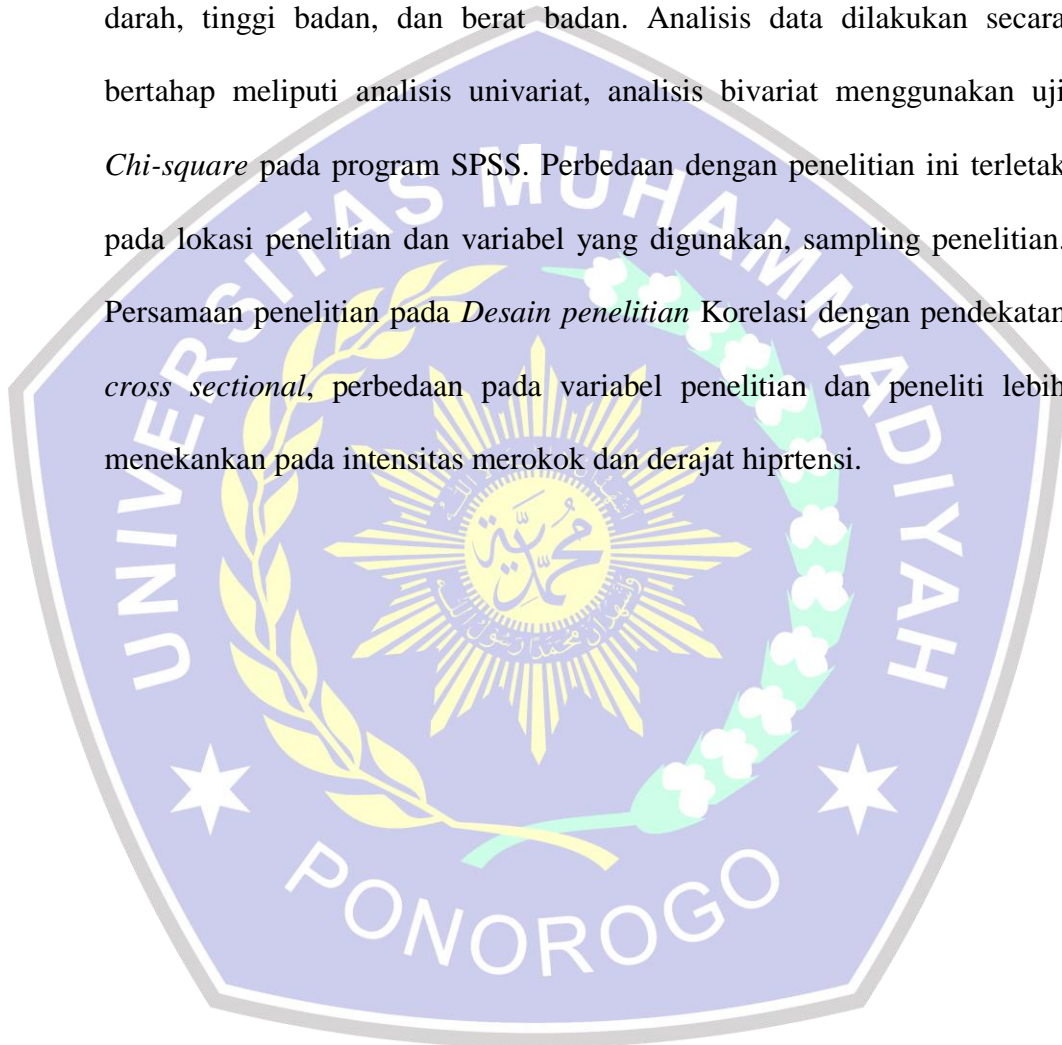 darah, tinggi badan, dan berat badan. Analisis data dilakukan secara
bertahap meliputi analisis univariat, analisis bivariat menggunakan uji
Chi-square pada program SPSS. Perbedaan dengan penelitian ini terletak
pada lokasi penelitian dan variabel yang digunakan, sampling penelitian.
Persamaan penelitian pada Desain penelitian Korelasi dengan pendekatan
cross sectional, perbedaan pada variabel penelitian dan peneliti lebih
menekankan pada intensitas merokok dan derajat hiprtensi.
UNIVERSITAS MUHAMMADIYAH
محمدية
PONOROGO